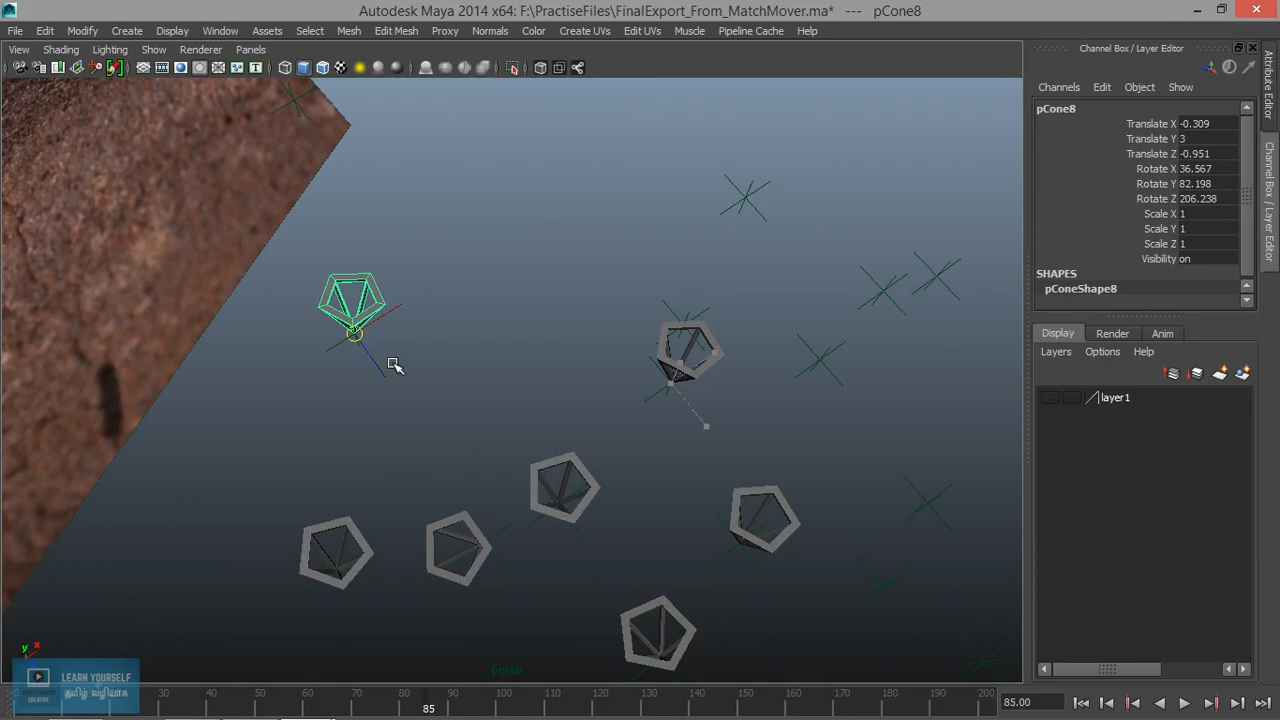 Autodesk Maya 2014 x64: F:\PractiseFiles\FinalExport_From_MatchMover.ma* --- pCone8
File Edit Modify Create Display Window Assets Select Mesh Edit Mesh Proxy Normals Color Create UVs Edit UVs Muscle Pipeline Cache Help
View Shading Lighting Show Renderer Panels
Channel Box / Layer Editor
Channels Edit Object Show
pCone8
Translate X -0.309
Translate Y 3
Translate Z -0.951
Rotate X 36.567
Rotate Y 82.198
Rotate Z 206.238
Scale X 1
Scale Y 1
Scale Z 1
Visibility on
SHAPES
pConeShape8
Display Render Anim
Layers Options Help
layer1
Attribute Editor
Channel Box / Layer Editor
persp
y x
LEARN YOURSELF
தமிழ் வழியாக
CREATIVE
30 40 50 60 70 80 90 100 110 120 130 140 150 160 170 180 190 200
85
85.00